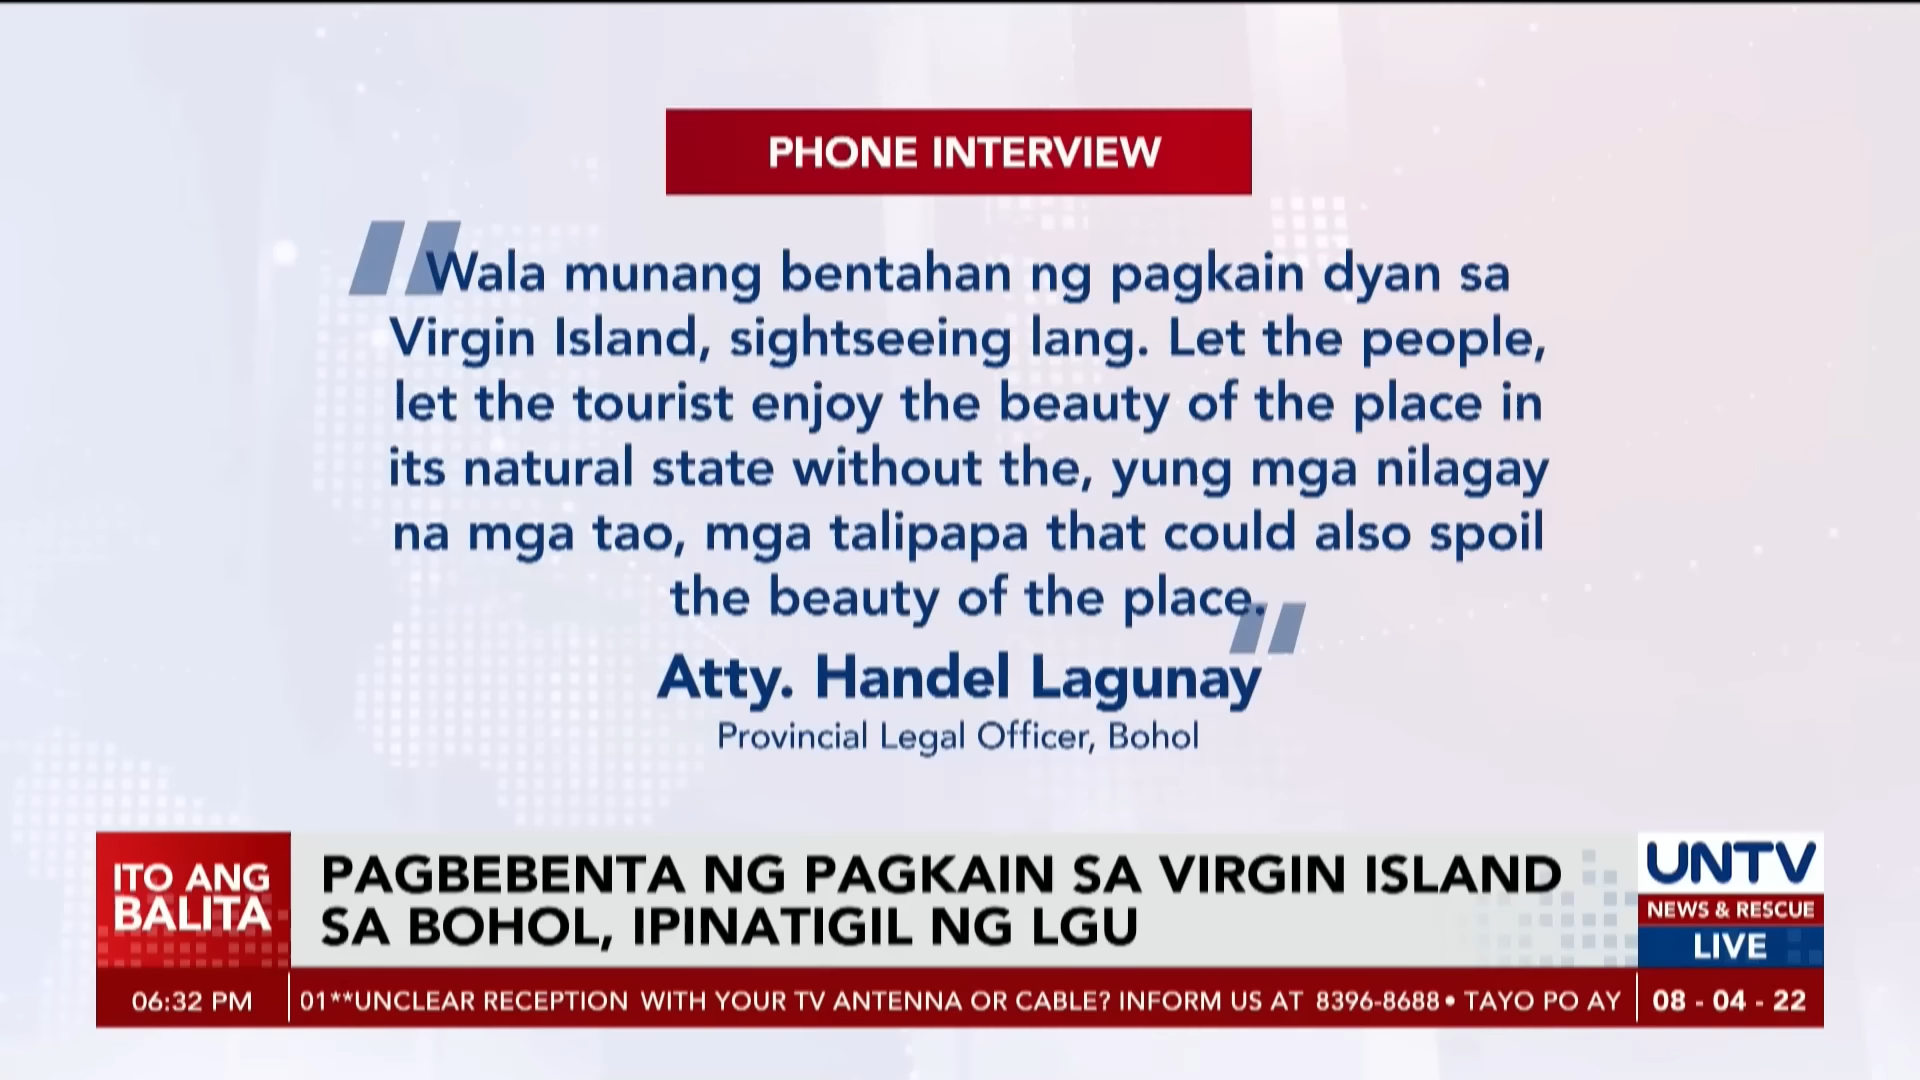 PHONE INTERVIEW
"Wala munang bentahan ng pagkain dyan sa
Virgin Island, sightseeing lang. Let the people,
let the tourist enjoy the beauty of the place in
its natural state without the, yung mga nilagay
na mga tao, mga talipapa that could also spoil
the beauty of the place."
Atty. Handel Lagunay
Provincial Legal Officer, Bohol
ITO ANG
BALITA
PAGBEBENTA NG PAGKAIN SA VIRGIN ISLAND
SA BOHOL, IPINATIGIL NG LGU
UNTV
NEWS & RESCUE
LIVE
06:32 PM
01**UNCLEAR RECEPTION WITH YOUR TV ANTENNA OR CABLE? INFORM US AT 8396-8688 • TAYO PO AY
08 - 04 - 22